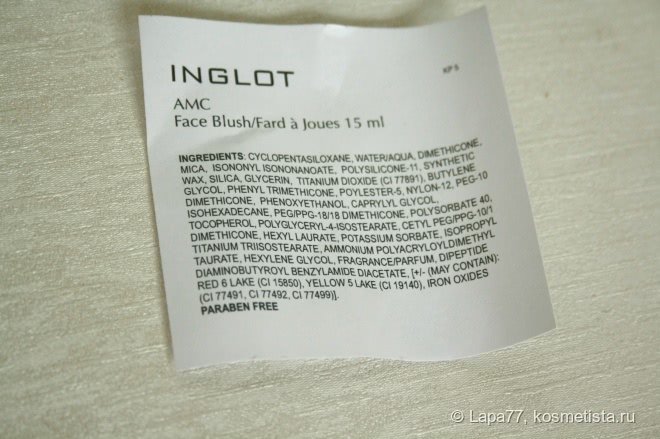 INGLOT
KP 5
AMC
Face Blush/Fard à Joues 15 ml
INGREDIENTS: CYCLOPENTASILOXANE, WATER/AQUA, DIMETHICONE,
MICA, ISONONYL ISONONANOATE, POLYSILICONE-11, SYNTHETIC
WAX, SILICA, GLYCERIN, TITANIUM DIOXIDE (CI 77891), BUTYLENE
GLYCOL, PHENYL TRIMETHICONE, POYLESTER-5, NYLON-12, PEG-10
DIMETHICONE, PHENOXYETHANOL, CAPRYLYL GLYCOL,
ISOHEXADECANE, PEG/PPG-18/18 DIMETHICONE, POLYSORBATE 40,
TOCOPHEROL, POLYGLYCERYL-4-ISOSTEARATE, CETYL PEG/PPG-10/1
DIMETHICONE, HEXYL LAURATE, POTASSIUM SORBATE, ISOPROPYL
TITANIUM TRIISOSTEARATE, AMMONIUM POLYACRYLOYLDIMETHYL
TAURATE, HEXYLENE GLYCOL, FRAGRANCE/PARFUM, DIPEPTIDE
DIAMINOBUTYROYL BENZYLAMIDE DIACETATE, [+/- (MAY CONTAIN):
RED 6 LAKE (CI 15850), YELLOW 5 LAKE (CI 19140), IRON OXIDES
(CI 77491, CI 77492, CI 77499)].
PARABEN FREE
© Lapa77, kosmetista.ru